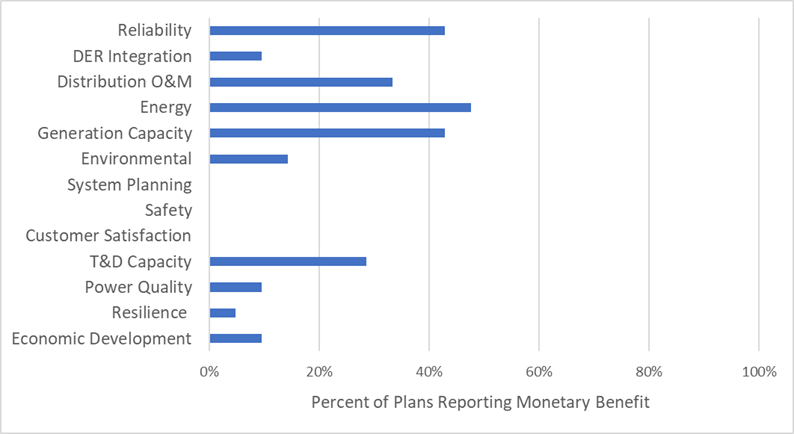 Reliability
DER Integration
Distribution O&M
Energy
Generation Capacity
Environmental
System Planning
Safety
Customer Satisfaction
T&D Capacity
Power Quality
Resilience
Economic Development
0% 20% 40% 60% 80% 100%
Percent of Plans Reporting Monetary Benefit